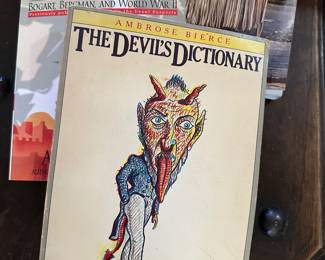 BOGART, BERGMAN, AND WORLD WAR II
AMBROSE BIERCE
THE DEVIL'S DICTIONARY